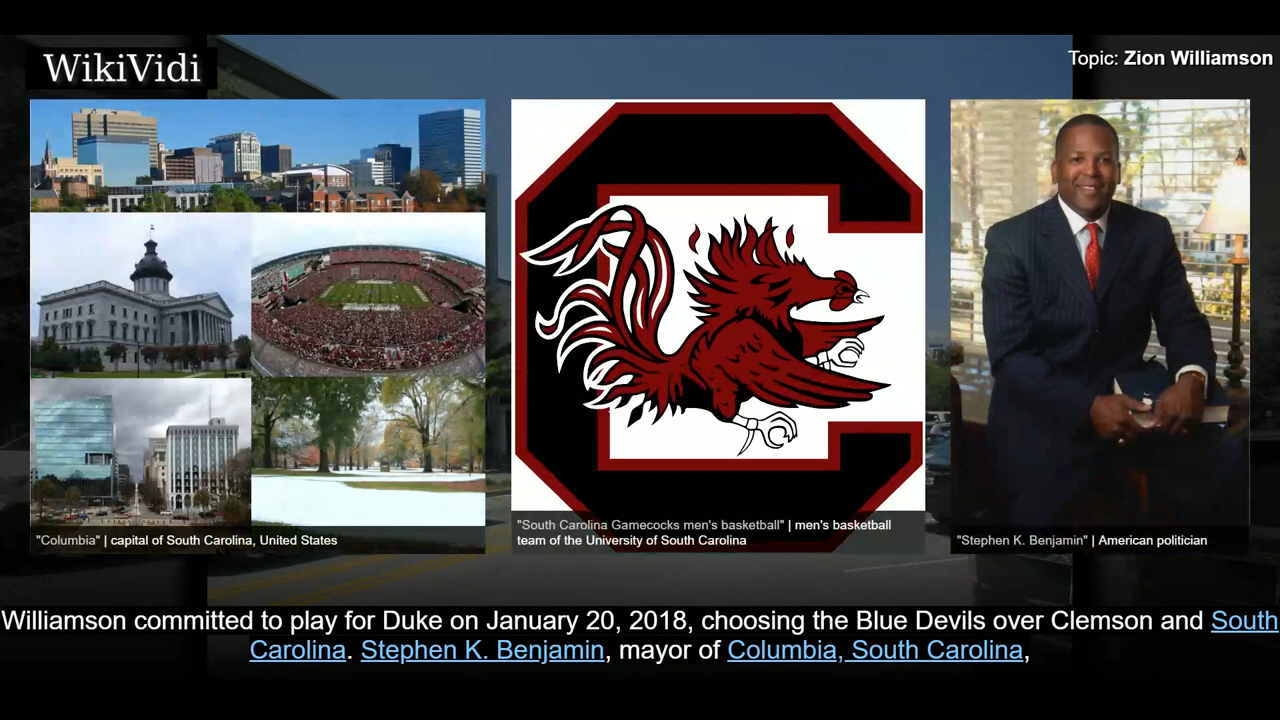 WikiVidi
Topic: Zion Williamson
"Columbia" | capital of South Carolina, United States
"South Carolina Gamecocks men's basketball" | men's basketball
team of the University of South Carolina
"Stephen K. Benjamin" | American politician
Williamson committed to play for Duke on January 20, 2018, choosing the Blue Devils over Clemson and South
Carolina. Stephen K. Benjamin, mayor of Columbia, South Carolina,